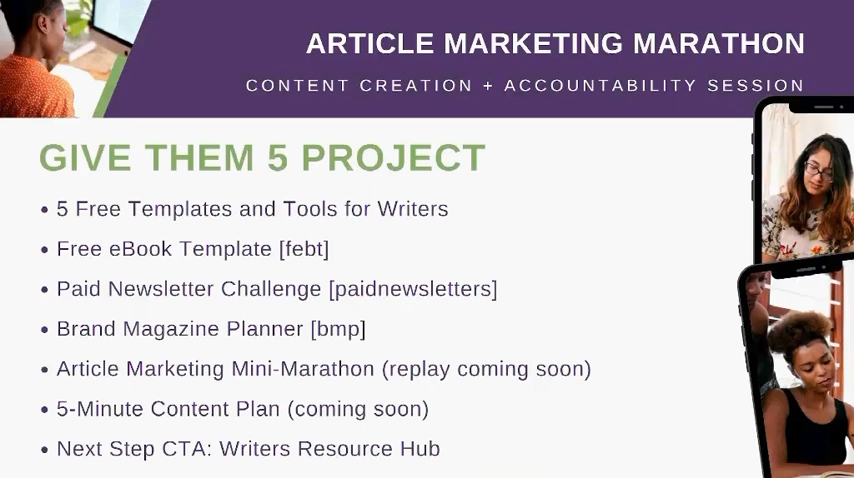 ARTICLE MARKETING MARATHON
CONTENT CREATION + ACCOUNTABILITY SESSION
GIVE THEM 5 PROJECT
• 5 Free Templates and Tools for Writers
• Free eBook Template [febt]
• Paid Newsletter Challenge [paidnewsletters]
• Brand Magazine Planner [bmp]
• Article Marketing Mini-Marathon (replay coming soon)
• 5-Minute Content Plan (coming soon)
• Next Step CTA: Writers Resource Hub